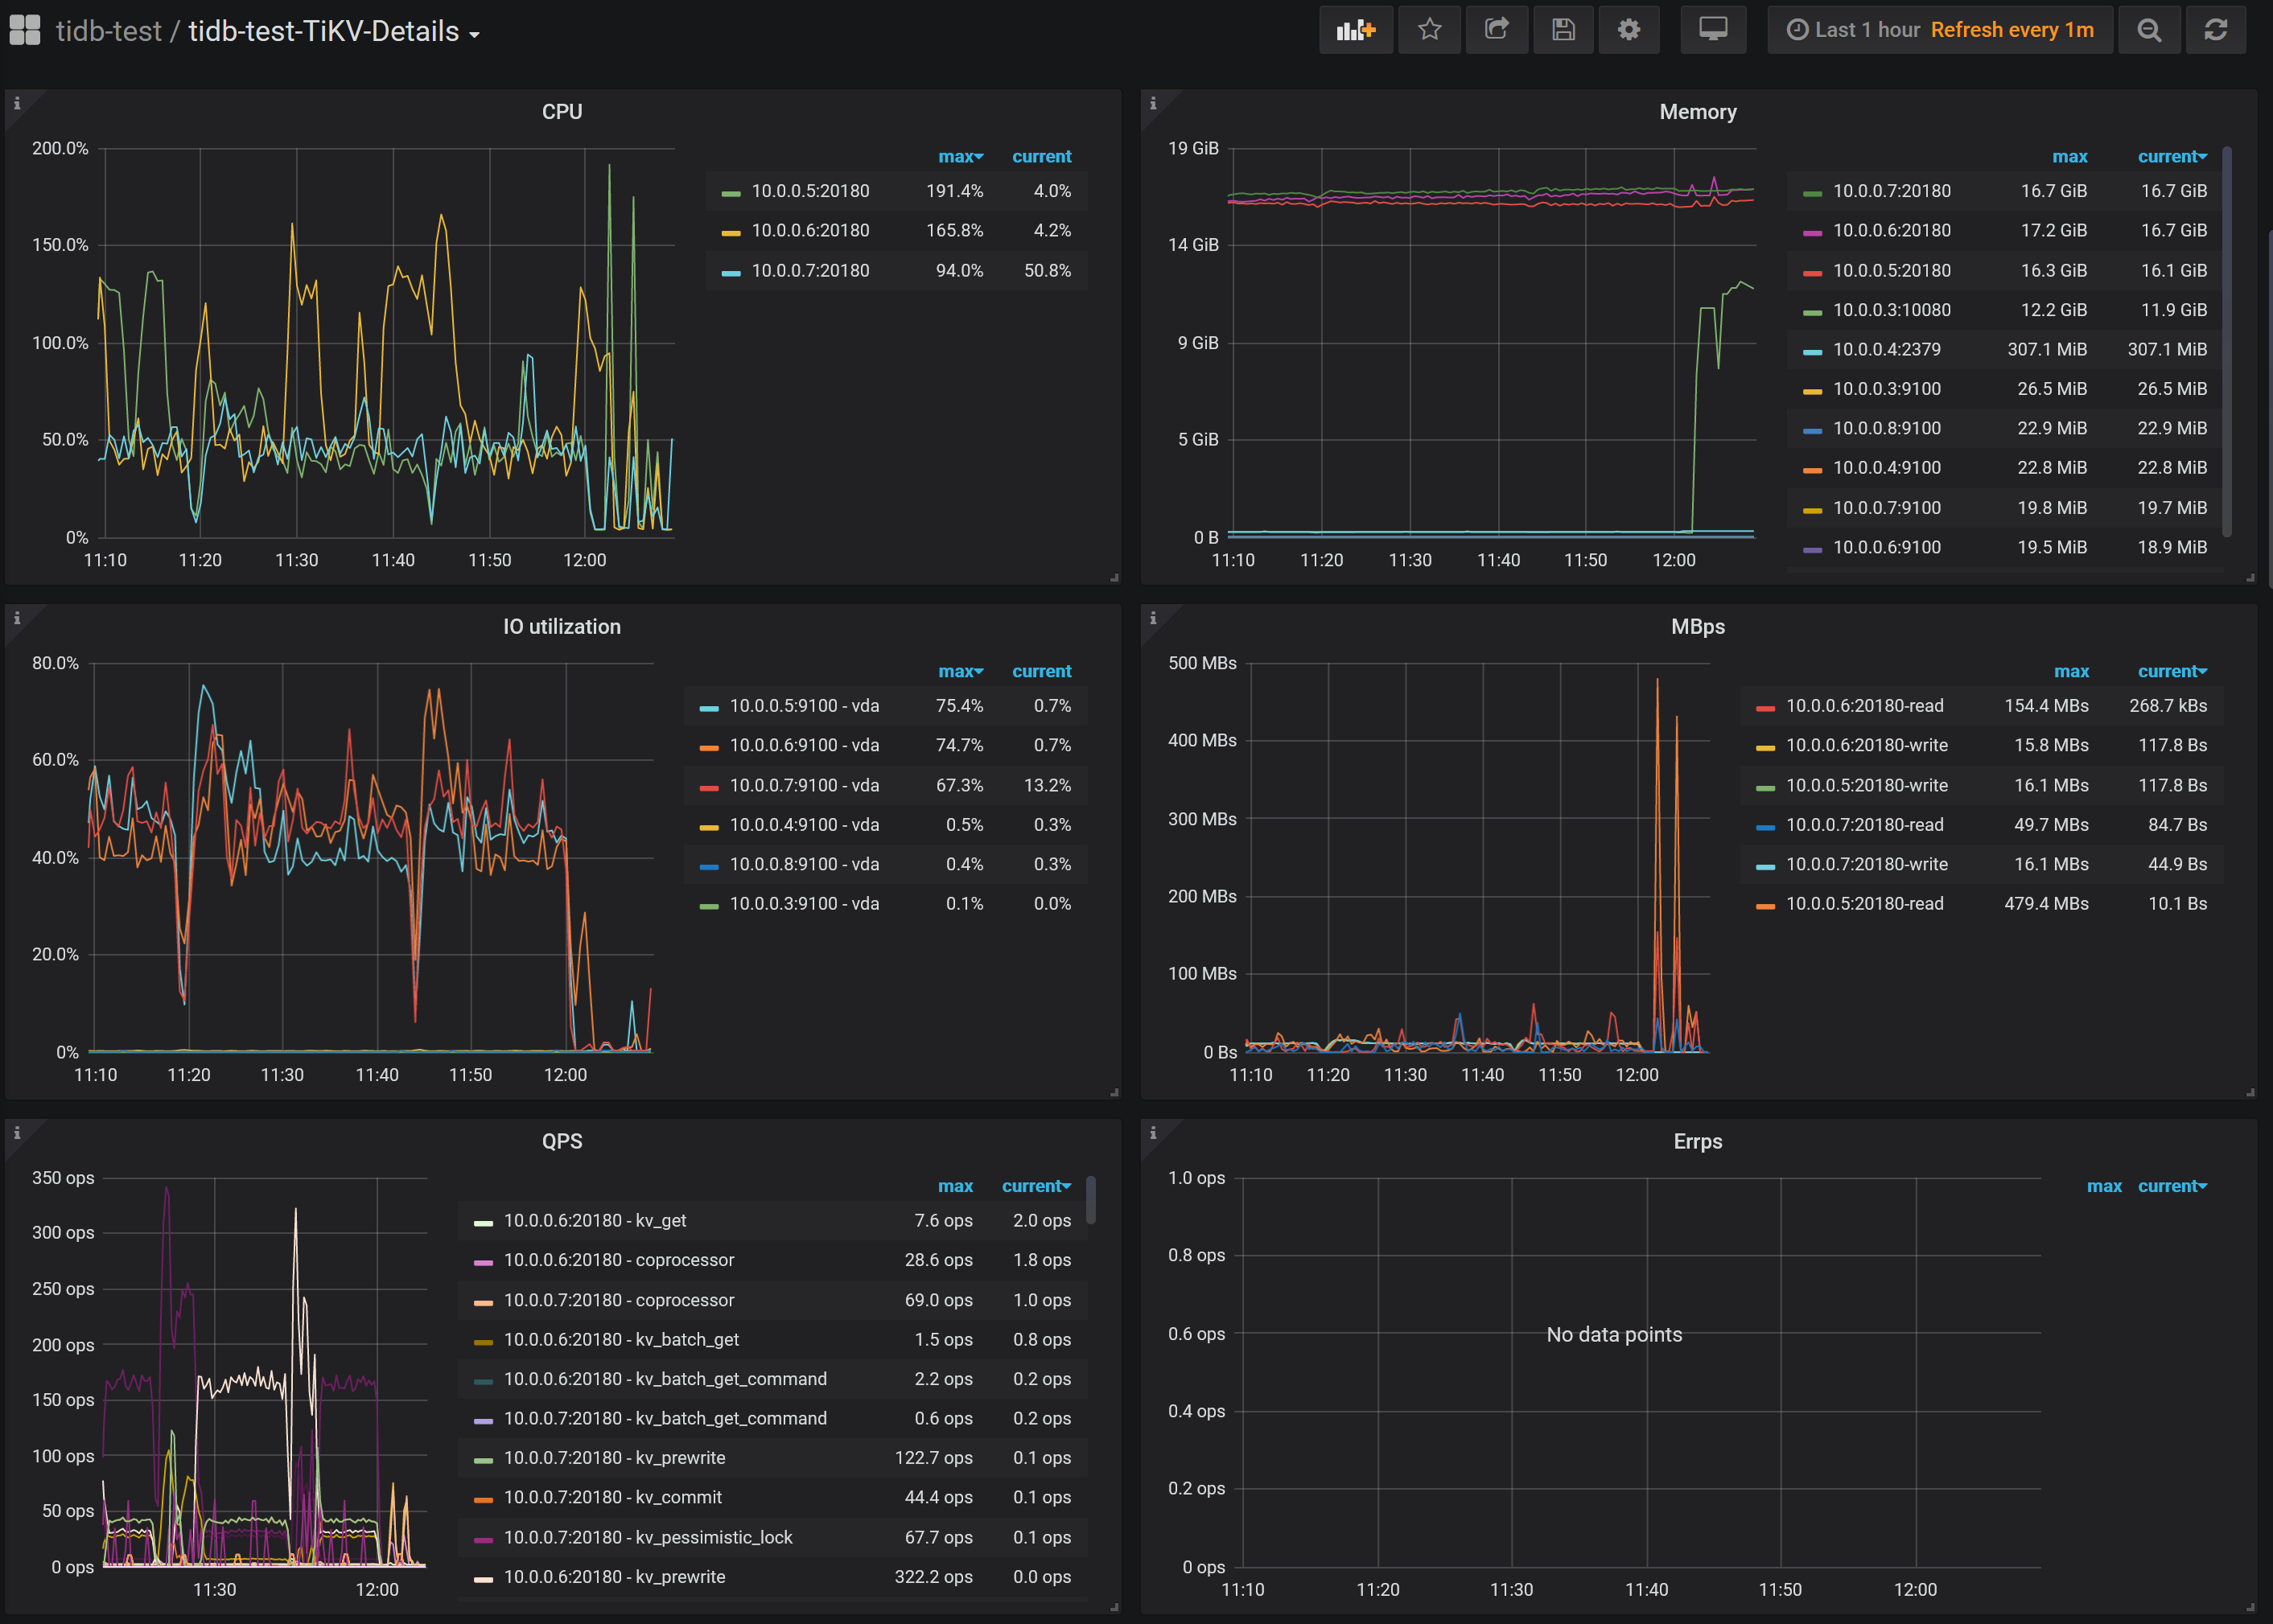 tidb-test / tidb-test-TiKV-Details
Last 1 hour Refresh every 1m
CPU
200.0%
150.0%
100.0%
50.0%
0%
11:10 11:20 11:30 11:40 11:50 12:00
max current
10.0.0.5:20180 191.4% 4.0%
10.0.0.6:20180 165.8% 4.2%
10.0.0.7:20180 94.0% 50.8%
Memory
19 GiB
14 GiB
9 GiB
5 GiB
0 B
11:10 11:20 11:30 11:40 11:50 12:00
max current
10.0.0.7:20180 16.7 GiB 16.7 GiB
10.0.0.6:20180 17.2 GiB 16.7 GiB
10.0.0.5:20180 16.3 GiB 16.1 GiB
10.0.0.3:10080 12.2 GiB 11.9 GiB
10.0.0.4:2379 307.1 MiB 307.1 MiB
10.0.0.3:9100 26.5 MiB 26.5 MiB
10.0.0.8:9100 22.9 MiB 22.9 MiB
10.0.0.4:9100 22.8 MiB 22.8 MiB
10.0.0.7:9100 19.8 MiB 19.7 MiB
10.0.0.6:9100 19.5 MiB 18.9 MiB
IO utilization
80.0%
60.0%
40.0%
20.0%
0%
11:10 11:20 11:30 11:40 11:50 12:00
max current
10.0.0.5:9100 - vda 75.4% 0.7%
10.0.0.6:9100 - vda 74.7% 0.7%
10.0.0.7:9100 - vda 67.3% 13.2%
10.0.0.4:9100 - vda 0.5% 0.3%
10.0.0.8:9100 - vda 0.4% 0.3%
10.0.0.3:9100 - vda 0.1% 0.0%
MBps
500 MBs
400 MBs
300 MBs
200 MBs
100 MBs
0 Bs
11:10 11:20 11:30 11:40 11:50 12:00
max current
10.0.0.6:20180-read 154.4 MBs 268.7 kBs
10.0.0.6:20180-write 15.8 MBs 117.8 Bs
10.0.0.5:20180-write 16.1 MBs 117.8 Bs
10.0.0.7:20180-read 49.7 MBs 84.7 Bs
10.0.0.7:20180-write 16.1 MBs 44.9 Bs
10.0.0.5:20180-read 479.4 MBs 10.1 Bs
QPS
350 ops
300 ops
250 ops
200 ops
150 ops
100 ops
50 ops
0 ops
11:30 12:00
max current
10.0.0.6:20180 - kv_get 7.6 ops 2.0 ops
10.0.0.6:20180 - coprocessor 28.6 ops 1.8 ops
10.0.0.7:20180 - coprocessor 69.0 ops 1.0 ops
10.0.0.6:20180 - kv_batch_get 1.5 ops 0.8 ops
10.0.0.6:20180 - kv_batch_get_command 2.2 ops 0.2 ops
10.0.0.7:20180 - kv_batch_get_command 0.6 ops 0.2 ops
10.0.0.7:20180 - kv_prewrite 122.7 ops 0.1 ops
10.0.0.7:20180 - kv_commit 44.4 ops 0.1 ops
10.0.0.7:20180 - kv_pessimistic_lock 67.7 ops 0.1 ops
10.0.0.6:20180 - kv_prewrite 322.2 ops 0.0 ops
Errps
1.0 ops
0.8 ops
0.6 ops
0.4 ops
0.2 ops
0 ops
No data points
11:10 11:20 11:30 11:40 11:50 12:00
max current